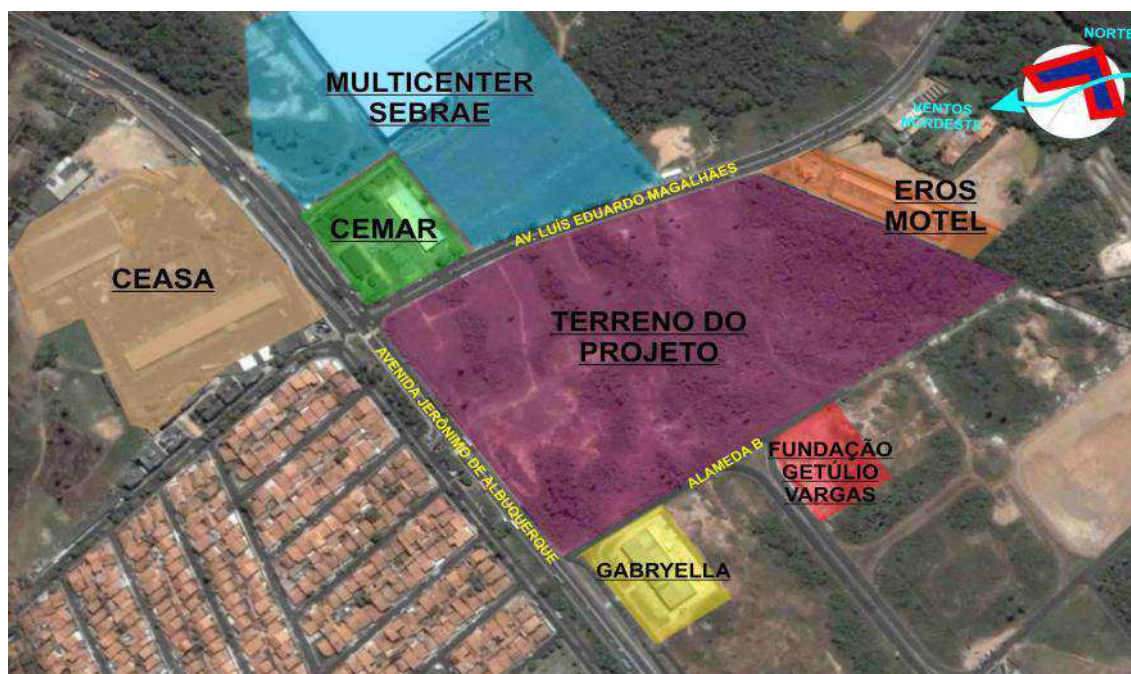 NORTE
VENTOS
NORDESTE
MULTICENTER
SEBRAE
AV. LUÍS EDUARDO MAGALHÃES
EROS
MOTEL
CEMAR
CEASA
TERRENO DO
PROJETO
AVENIDA JERÔNIMO DE ALBUQUERQUE
ALAMEDA B
FUNDAÇÃO
GETÚLIO
VARGAS
GABRYELLA